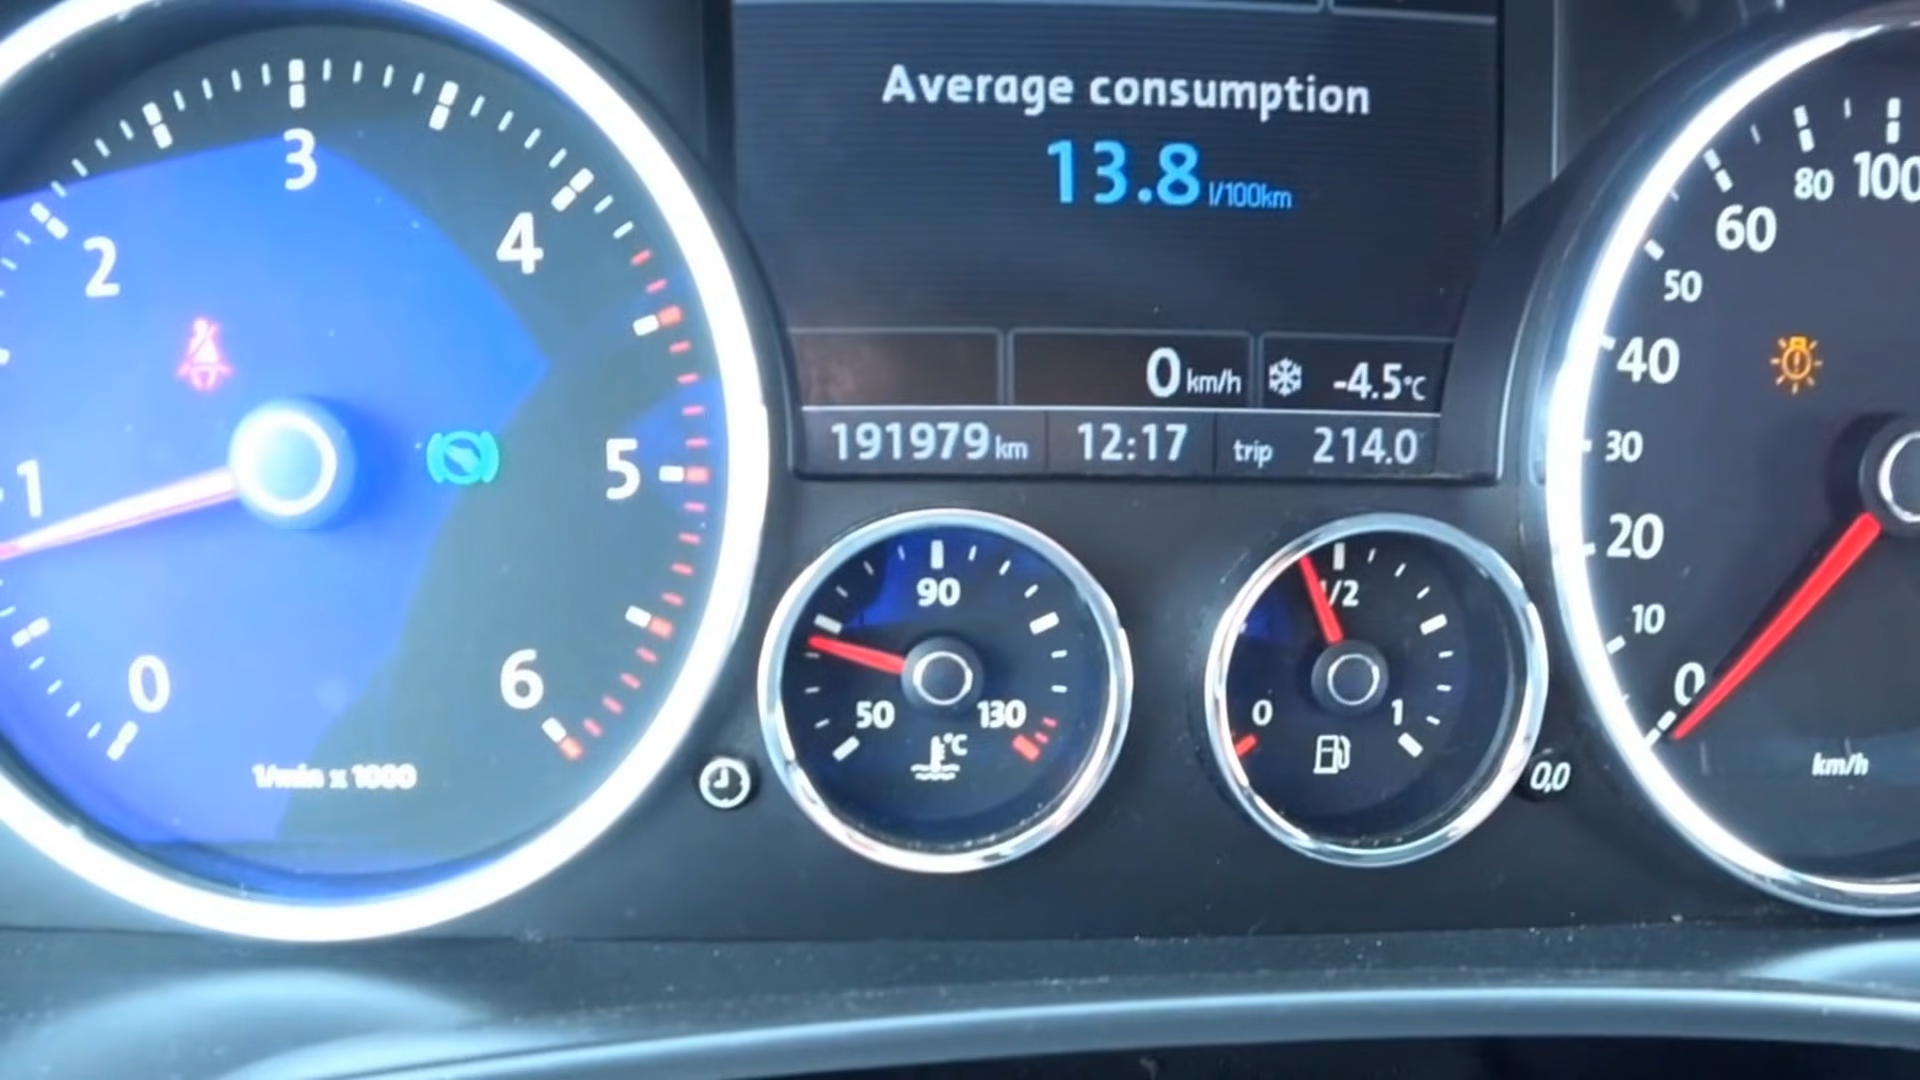 Average consumption
13.8 l/100km
0 km/h -4.5°C
191979 km 12:17 trip 214.0
0 1 2 3 4 5 6
1/min x 1000
50 90 130
°C
0 1/2 1
0,0
0 10 20 30 40 50 60 80 100
km/h